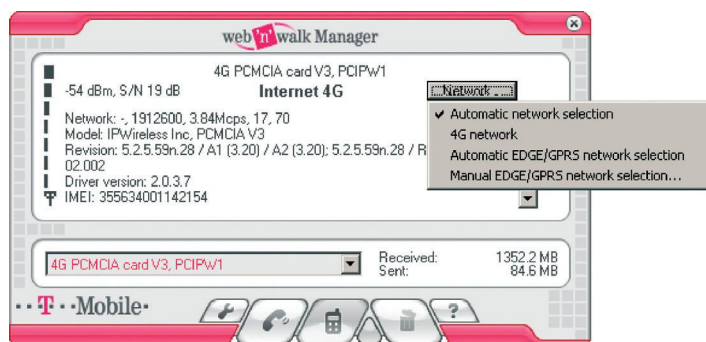 web'n'walk Manager
4G PCMCIA card V3, PCIPW1
-54 dBm, S/N 19 dB
Internet 4G
Network
Network: -, 1912600, 3.84Mcps, 17, 70
Model: IPWireless Inc, PCMCIA V3
Revision: 5.2.5.59n.28 / A1 (3.20) / A2 (3.20); 5.2.5.59n.28 / R
02.002
Driver version: 2.0.3.7
IMEI: 355634001142154
✔ Automatic network selection
4G network
Automatic EDGE/GPRS network selection
Manual EDGE/GPRS network selection...
4G PCMCIA card V3, PCIPW1
Received: 1352.2 MB
Sent: 84.6 MB
··T··Mobile·
?